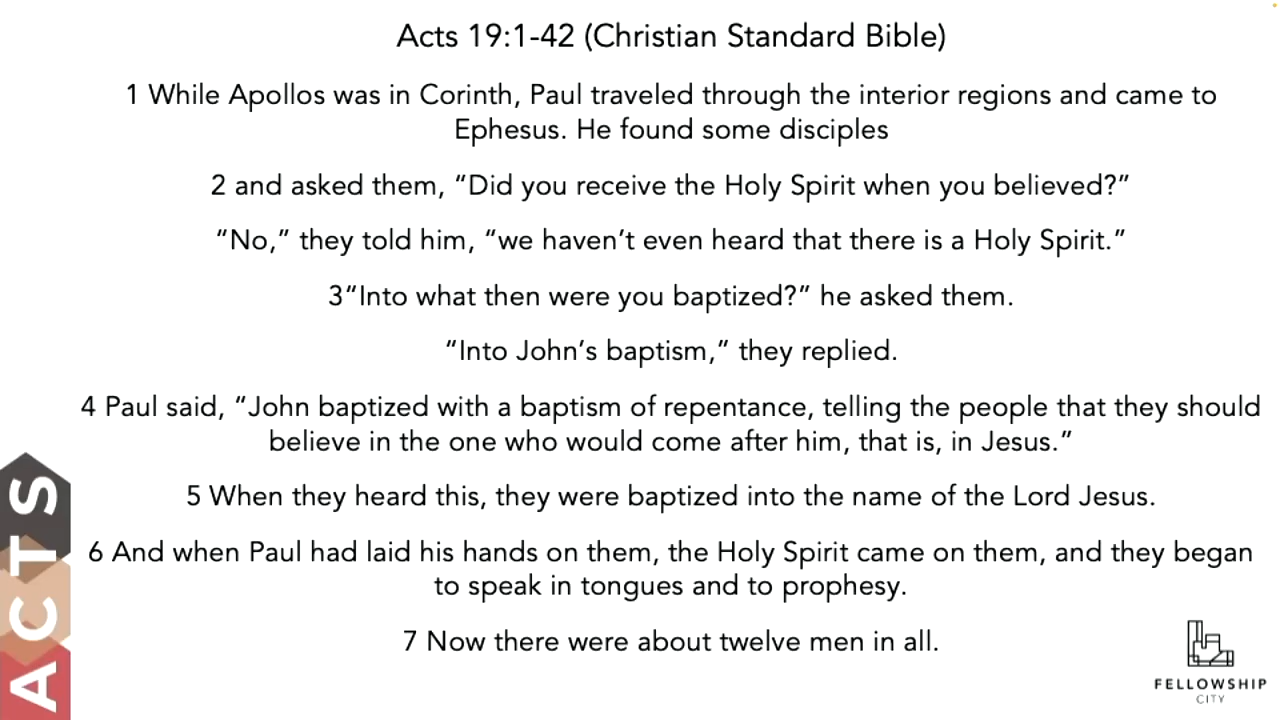 Acts 19:1-42 (Christian Standard Bible)
1 While Apollos was in Corinth, Paul traveled through the interior regions and came to
Ephesus. He found some disciples
2 and asked them, “Did you receive the Holy Spirit when you believed?”
“No,” they told him, “we haven’t even heard that there is a Holy Spirit.”
3“Into what then were you baptized?” he asked them.
“Into John’s baptism,” they replied.
4 Paul said, “John baptized with a baptism of repentance, telling the people that they should
believe in the one who would come after him, that is, in Jesus.”
5 When they heard this, they were baptized into the name of the Lord Jesus.
6 And when Paul had laid his hands on them, the Holy Spirit came on them, and they began
to speak in tongues and to prophesy.
7 Now there were about twelve men in all.
ACTS
FELLOWSHIP
CITY